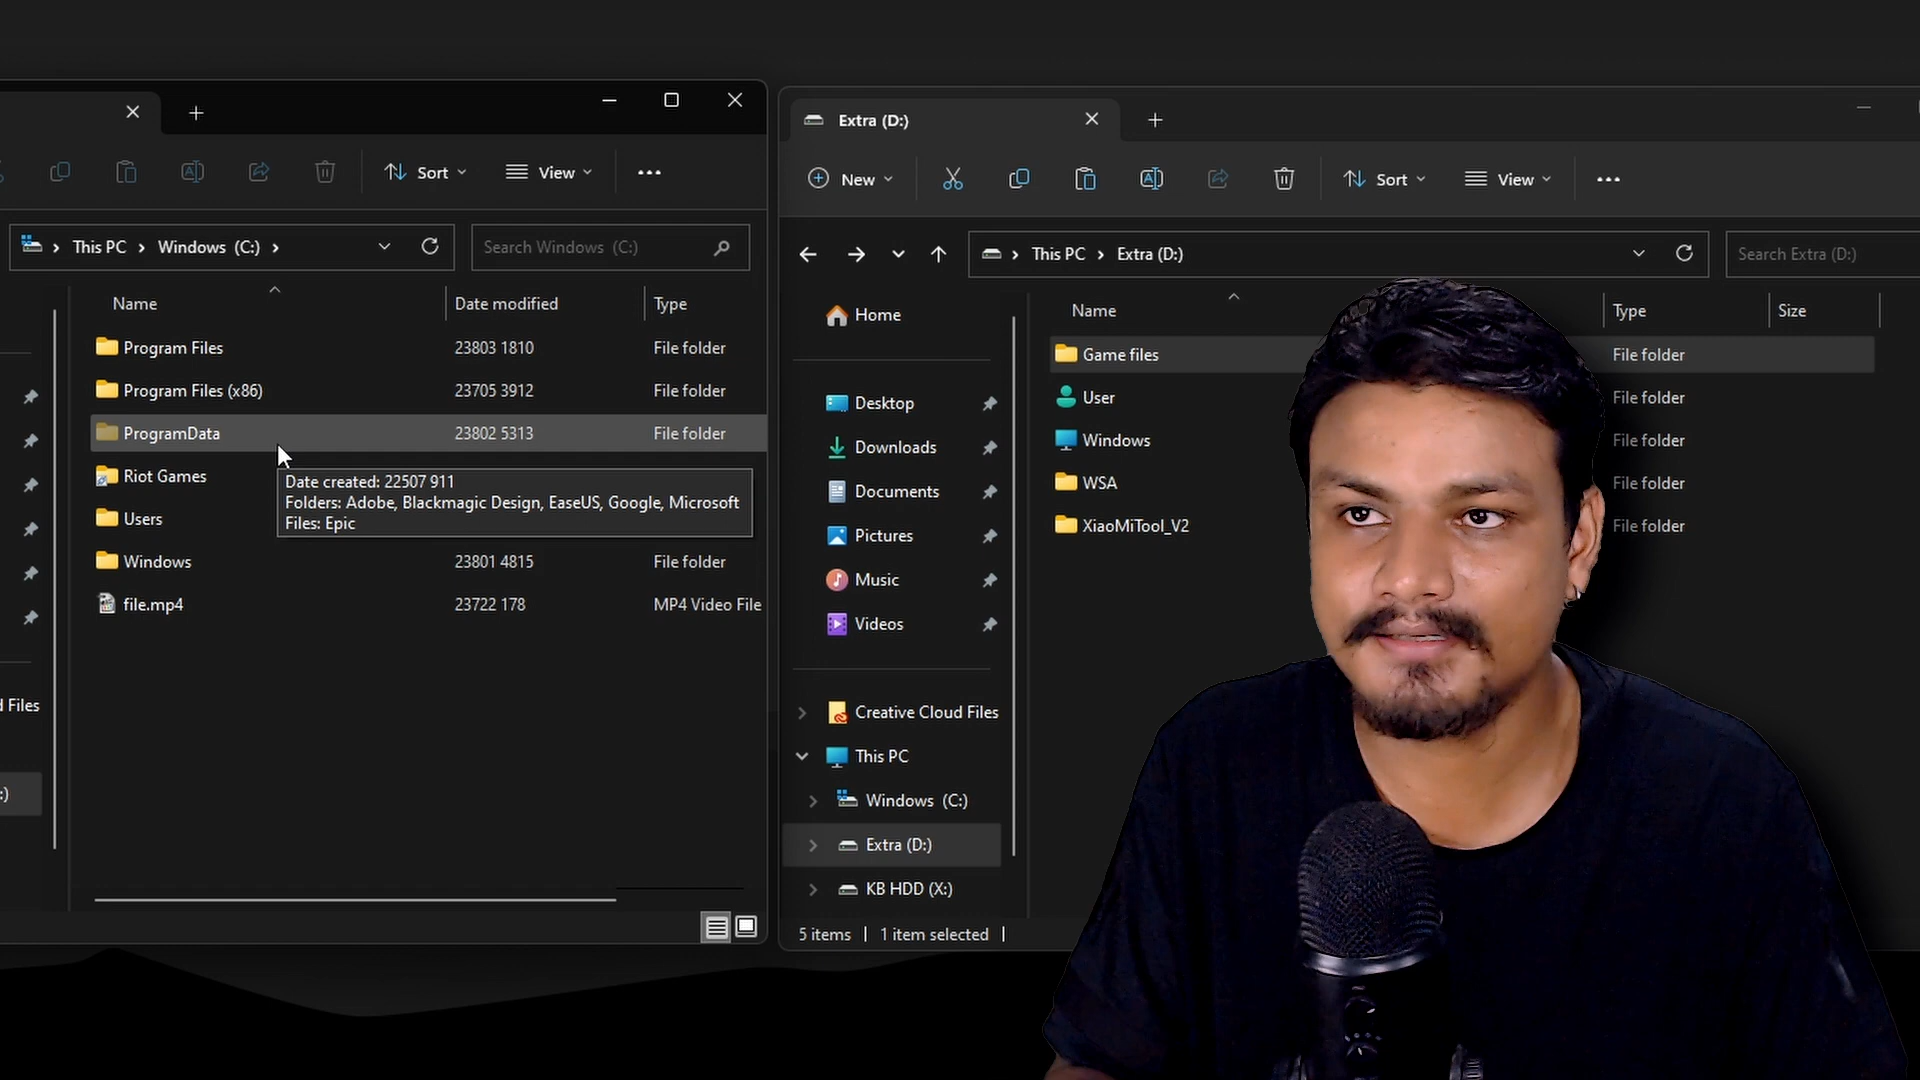 Sort
View
This PC
Windows (C:)
Search Windows (C:)
Name
Date modified
Type
Program Files
23803 1810
File folder
Program Files (x86)
23705 3912
File folder
ProgramData
23802 5313
File folder
Riot Games
Date created: 22507 911
Folders: Adobe, Blackmagic Design, EaseUS, Google, Microsoft
Files: Epic
Users
Windows
23801 4815
File folder
file.mp4
23722 178
MP4 Video File
d Files
:)
Extra (D:)
New
Sort
View
This PC
Extra (D:)
Search Extra (D:)
Home
Desktop
Downloads
Documents
Pictures
Music
Videos
Creative Cloud Files
This PC
Windows (C:)
Extra (D:)
KB HDD (X:)
Name
Type
Size
Game files
File folder
User
File folder
Windows
File folder
WSA
File folder
XiaoMiTool_V2
File folder
5 items
1 item selected